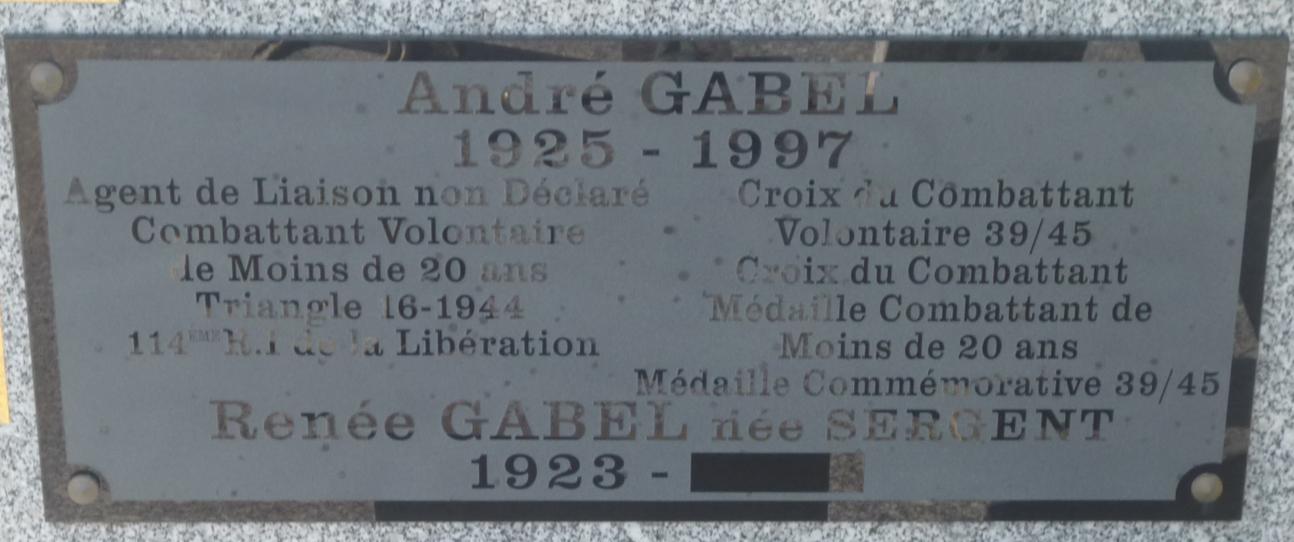 André GABEL
1925 - 1997
Agent de Liaison non Déclaré
Combattant Volontaire
de Moins de 20 ans
Triangle 16-1944
114ÈME R.I de la Libération
Croix du Combattant
Volontaire 39/45
Croix du Combattant
Médaille Combattant de
Moins de 20 ans
Médaille Commémorative 39/45
Renée GABEL née SERGENT
1923 -